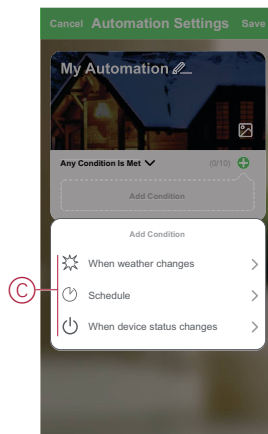 Cancel Automation Settings Save
My Automation
Any Condition Is Met (0/10)
Add Condition
Add Condition
When weather changes
C
Schedule
When device status changes